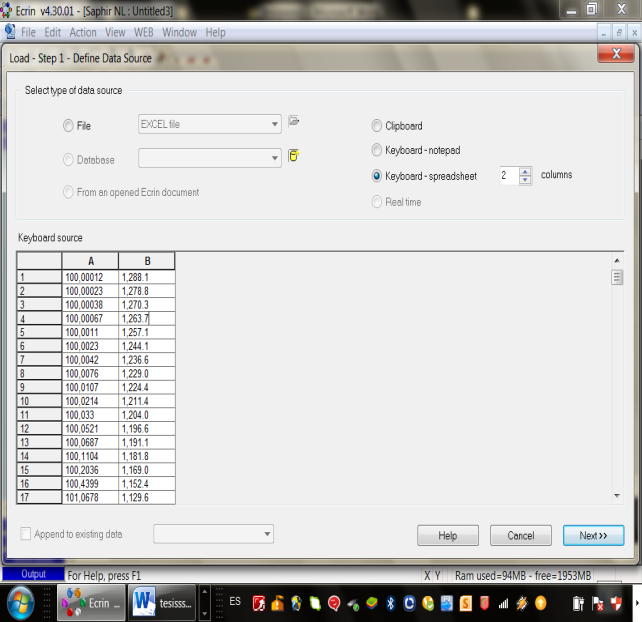 Ecrin v4.30.01 - [Saphir NL : Untitled3]
File Edit Action View WEB Window Help
Load - Step 1 - Define Data Source
Select type of data source
File EXCEL file Clipboard
Database Keyboard - notepad
Keyboard - spreadsheet 2 columns
From an opened Ecrin document
Real time
Keyboard source
A B
1 100,00012 1,288.1
2 100,00023 1,278.8
3 100,00038 1,270.3
4 100,00067 1,263.7
5 100,0011 1,257.1
6 100,0023 1,244.1
7 100,0042 1,236.6
8 100,0076 1,229.0
9 100,0107 1,224.4
10 100,0214 1,211.4
11 100,033 1,204.0
12 100,0521 1,196.6
13 100,0687 1,191.1
14 100,1104 1,181.8
15 100,2036 1,169.0
16 100,4399 1,152.4
17 101,0678 1,129.6
Append to existing data Help Cancel Next >>
Output For Help, press F1 X Y Ram used=94MB - free=1953MB
Ecrin ... tesisss... ES